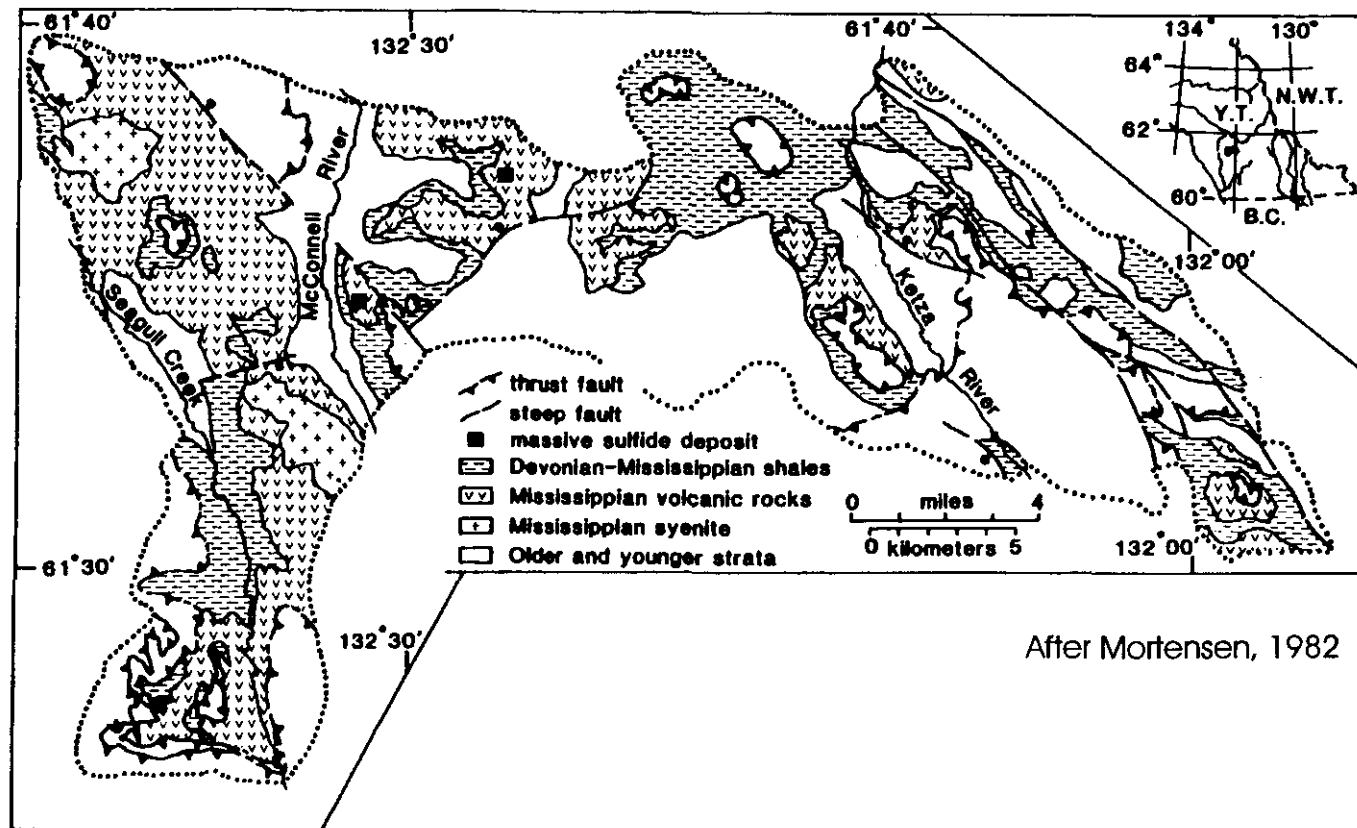 61°40'
132°30'
61°40'
134°
130°
64°
N.W.T.
Y.T.
62°
60°
B.C.
132°00'
McConnell
River
Seagull Creek
Ketza
River
thrust fault
steep fault
massive sulfide deposit
Devonian-Mississippian shales
Mississippian volcanic rocks
Mississippian syenite
Older and younger strata
0 miles 4
0 kilometers 5
61°30'
132°00'
132°30'
After Mortensen, 1982